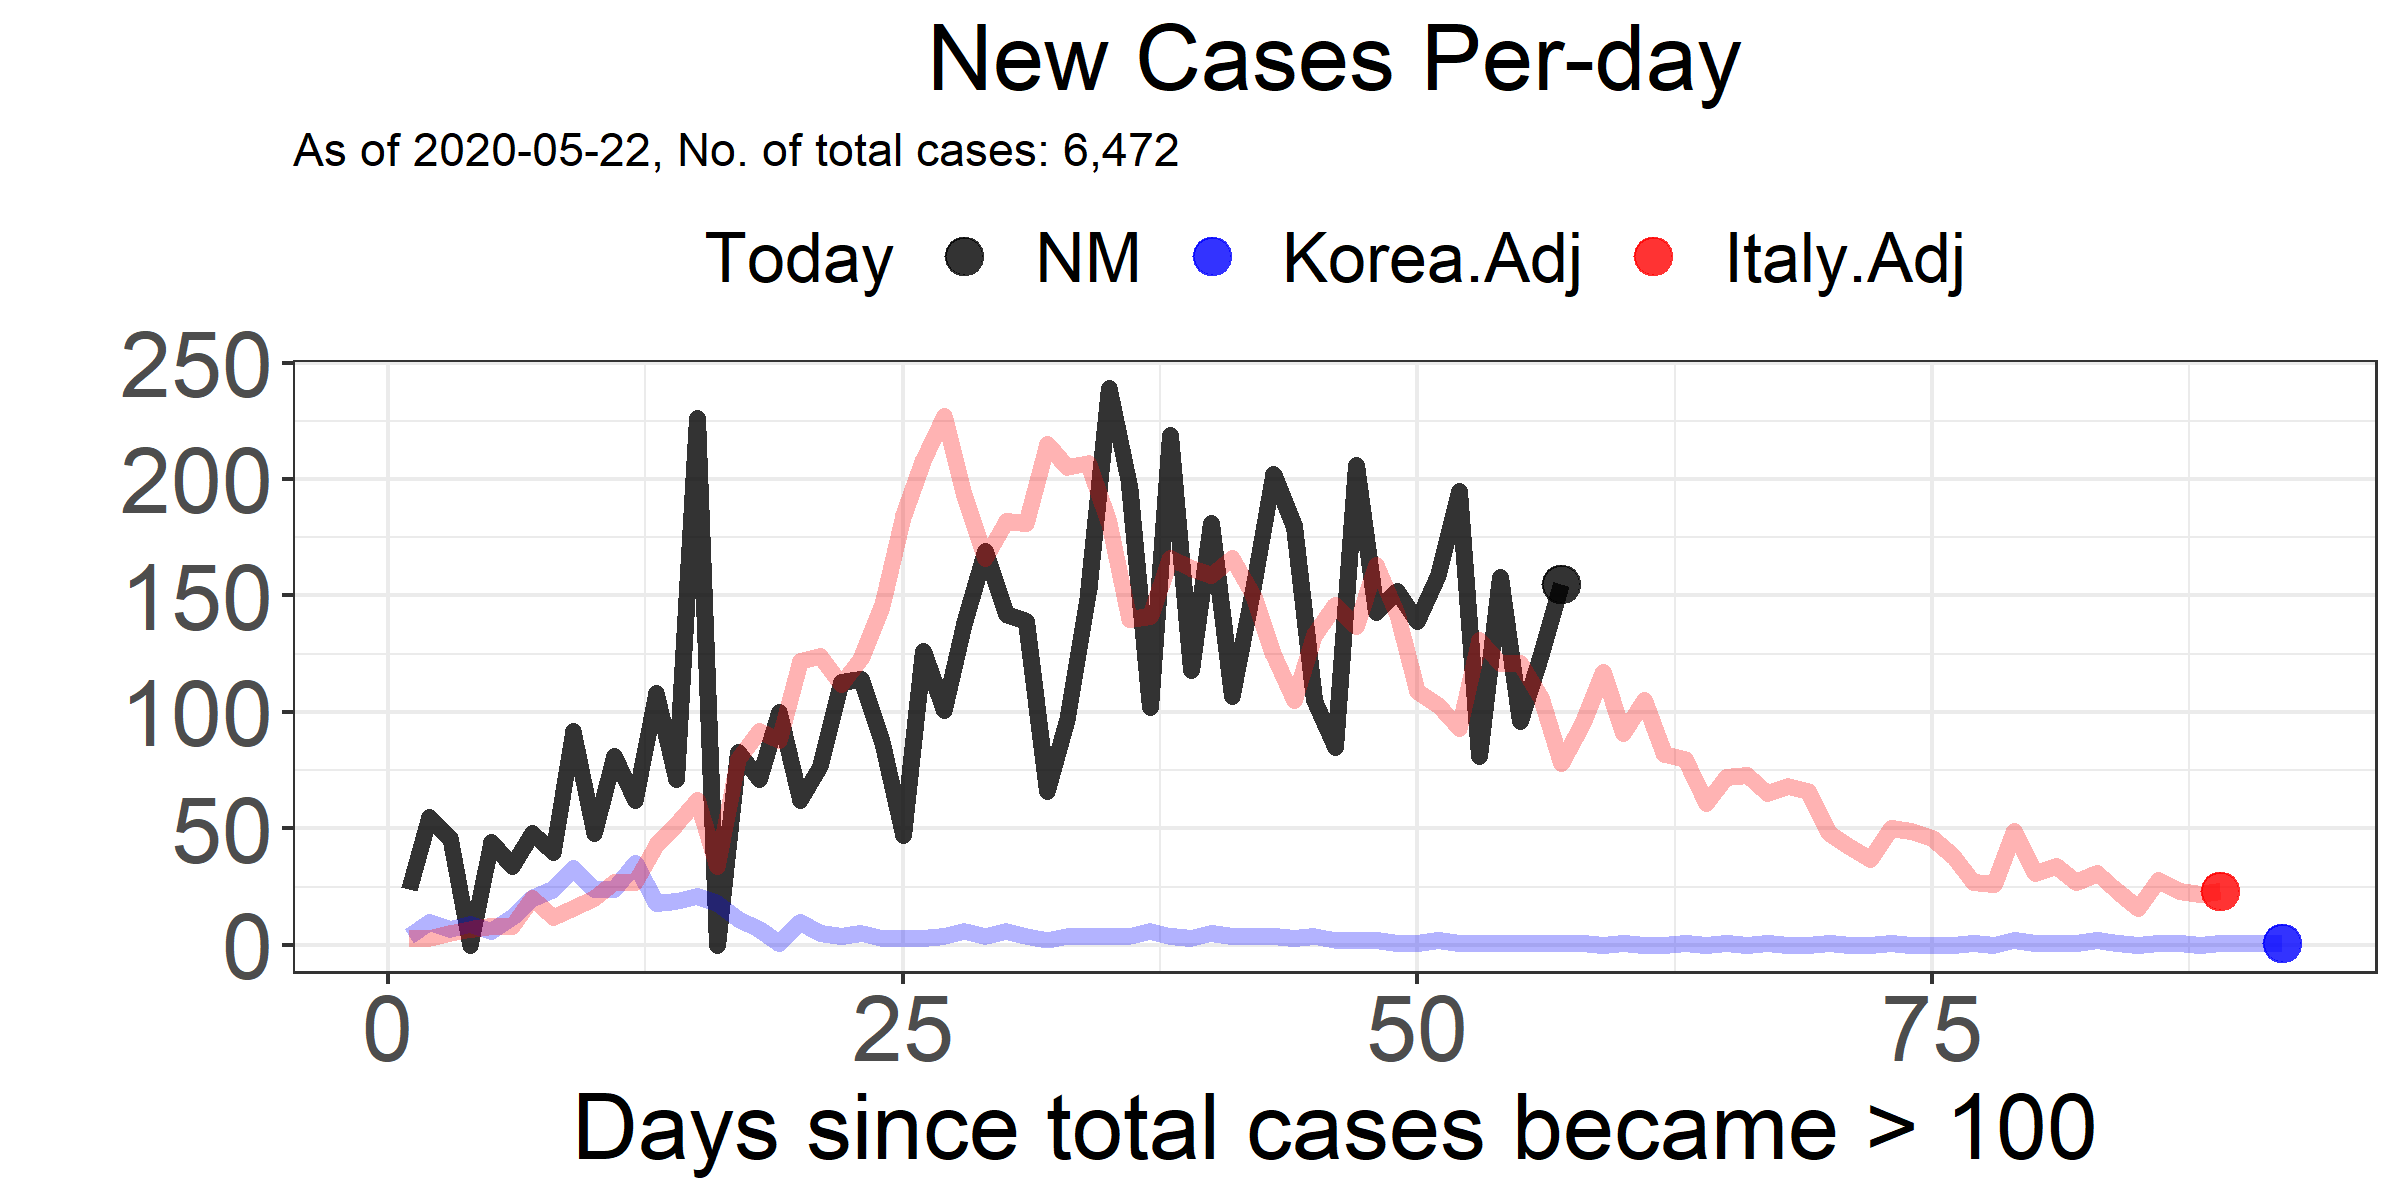 New Cases Per-day
As of 2020-05-22, No. of total cases: 6,472
Today NM Korea.Adj Italy.Adj
250
200
150
100
50
0
0 25 50 75
Days since total cases became > 100